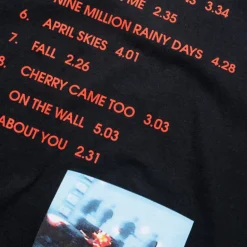 ME 2.35 3.34
NINE MILLION RAINY DAYS 4.28
6. APRIL SKIES 4.01
7. FALL 2.26
8. CHERRY CAME TOO 3.03
ON THE WALL 5.03
ABOUT YOU 2.31